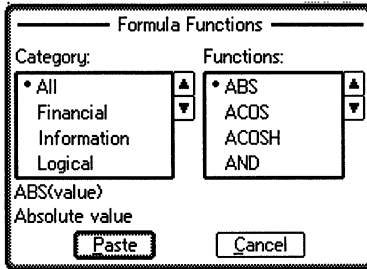 Formula Functions
Category:
Functions:
• All
Financial
Information
Logical
• ABS
ACOS
ACOSH
AND
ABS(value)
Absolute value
Paste
Cancel